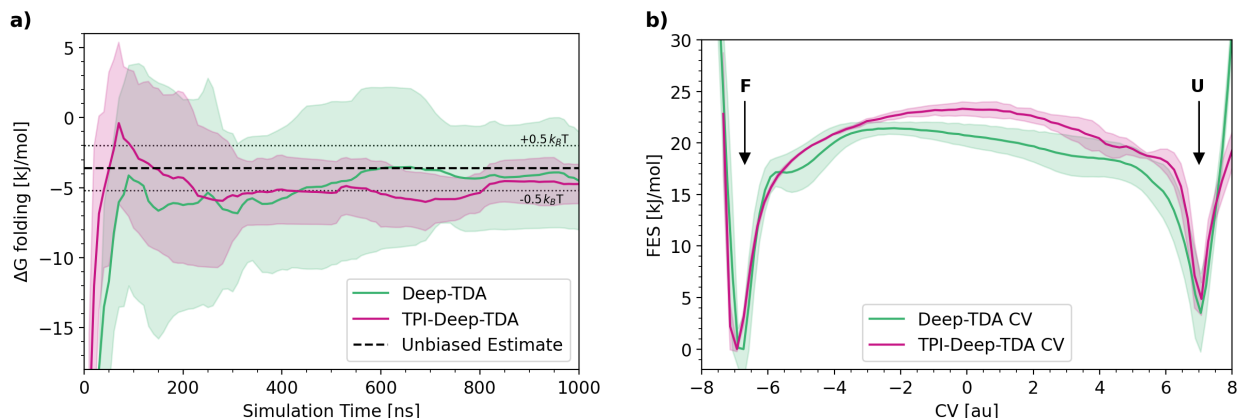 a)
ΔG folding [kJ/mol]
5
0
−5
−10
−15
+0.5 k_BT
-0.5 k_BT
Deep-TDA
TPI-Deep-TDA
Unbiased Estimate
0 200 400 600 800 1000
Simulation Time [ns]
b)
FES [kJ/mol]
30
25
20
15
10
5
0
F
U
Deep-TDA CV
TPI-Deep-TDA CV
−8 −6 −4 −2 0 2 4 6 8
CV [au]